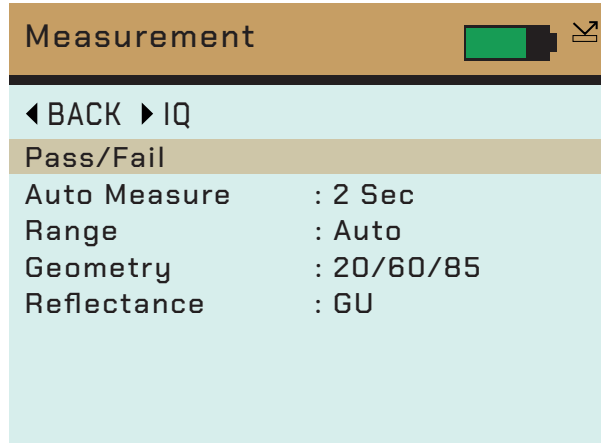 Measurement
◀ BACK ▶ IQ
Pass/Fail
Auto Measure : 2 Sec
Range : Auto
Geometry : 20/60/85
Reflectance : GU